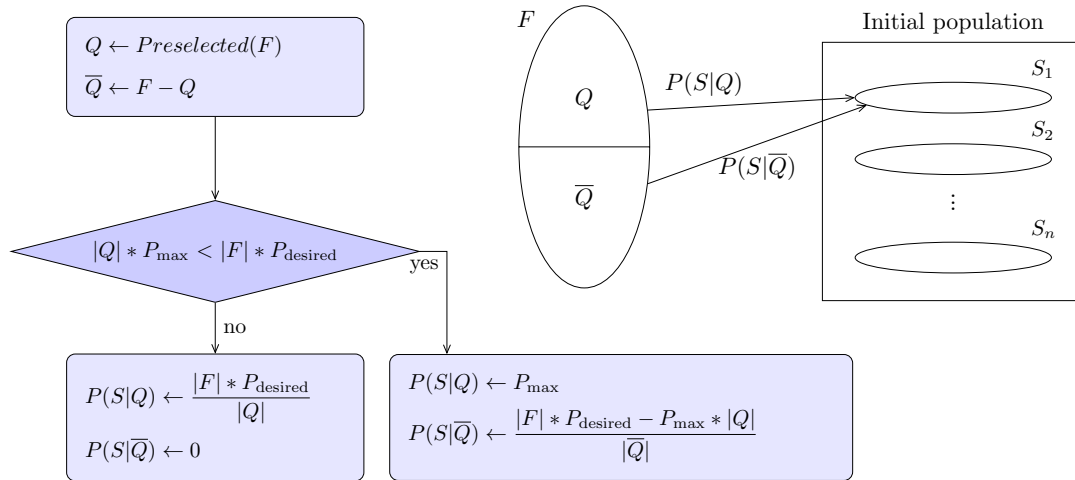 Q ← Preselected(F)
Q̅ ← F − Q
|Q| ∗ P_max < |F| ∗ P_desired
yes
no
P(S|Q) ← |F| ∗ P_desired / |Q|
P(S|Q̅) ← 0
P(S|Q) ← P_max
P(S|Q̅) ← |F| ∗ P_desired − P_max ∗ |Q| / |Q̅|
F
Q
Q̅
P(S|Q)
P(S|Q̅)
Initial population
S_1
S_2
⋮
S_n